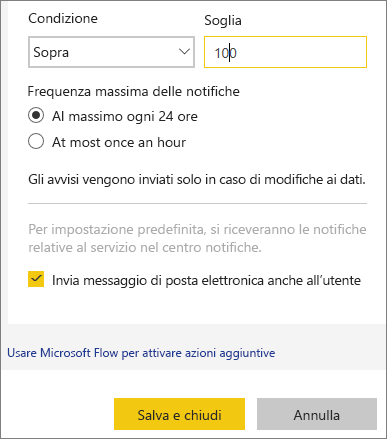 Condizione Soglia
Sopra 100
Frequenza massima delle notifiche
Al massimo ogni 24 ore
At most once an hour
Gli avvisi vengono inviati solo in caso di modifiche ai dati.
Per impostazione predefinita, si riceveranno le notifiche
relative al servizio nel centro notifiche.
Invia messaggio di posta elettronica anche all'utente
Usare Microsoft Flow per attivare azioni aggiuntive
Salva e chiudi Annulla